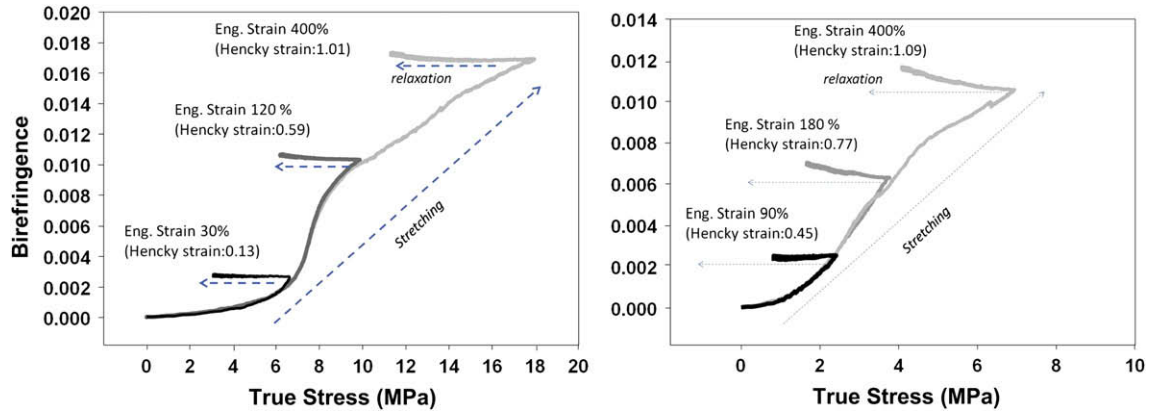 0.020
0.018
0.016
0.014
0.012
0.010
0.008
0.006
0.004
0.002
0.000
Birefringence
Eng. Strain 400%
(Hencky strain:1.01)
relaxation
Eng. Strain 120 %
(Hencky strain:0.59)
Eng. Strain 30%
(Hencky strain:0.13)
Stretching
0 2 4 6 8 10 12 14 16 18 20
True Stress (MPa)
0.014
0.012
0.010
0.008
0.006
0.004
0.002
0.000
Eng. Strain 400%
(Hencky strain:1.09)
relaxation
Eng. Strain 180 %
(Hencky strain:0.77)
Eng. Strain 90%
(Hencky strain:0.45)
Stretching
0 2 4 6 8 10
True Stress (MPa)